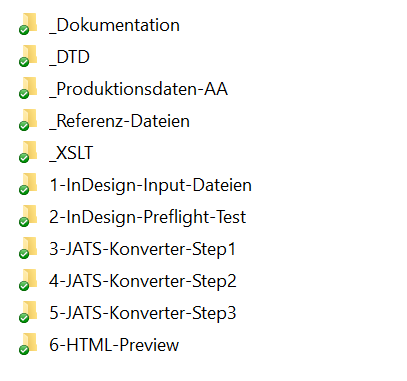 _Dokumentation
_DTD
_Produktionsdaten-AA
_Referenz-Dateien
_XSLT
1-InDesign-Input-Dateien
2-InDesign-Preflight-Test
3-JATS-Konverter-Step1
4-JATS-Konverter-Step2
5-JATS-Konverter-Step3
6-HTML-Preview